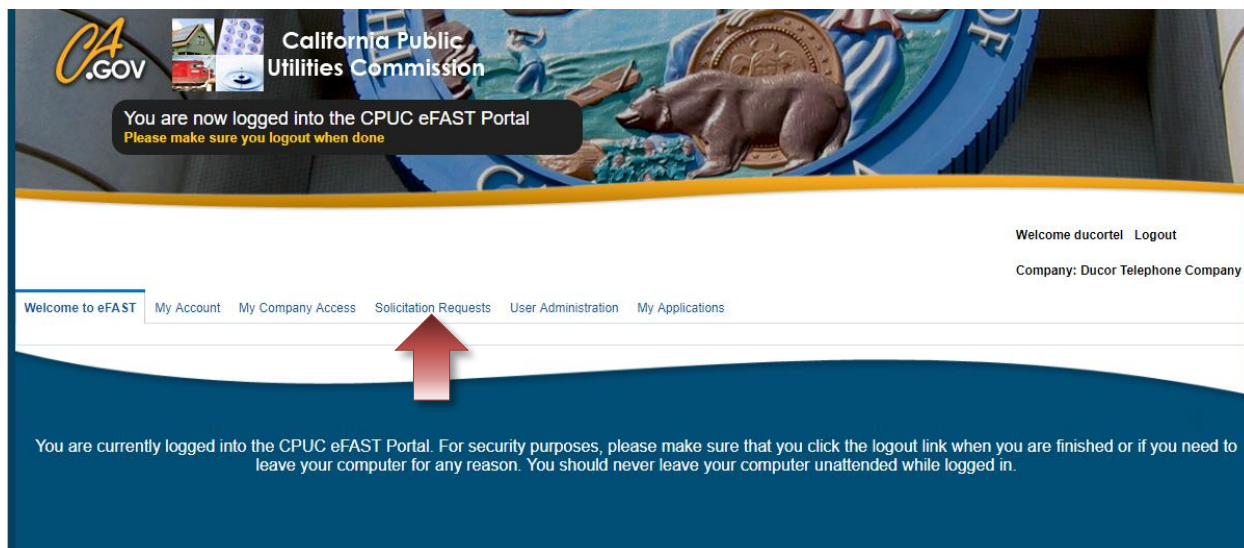 CA
.GOV
California Public
Utilities Commission
You are now logged into the CPUC eFAST Portal
Please make sure you logout when done
Welcome ducortel Logout
Company: Ducor Telephone Company
Welcome to eFAST My Account My Company Access Solicitation Requests User Administration My Applications
You are currently logged into the CPUC eFAST Portal. For security purposes, please make sure that you click the logout link when you are finished or if you need to
leave your computer for any reason. You should never leave your computer unattended while logged in.